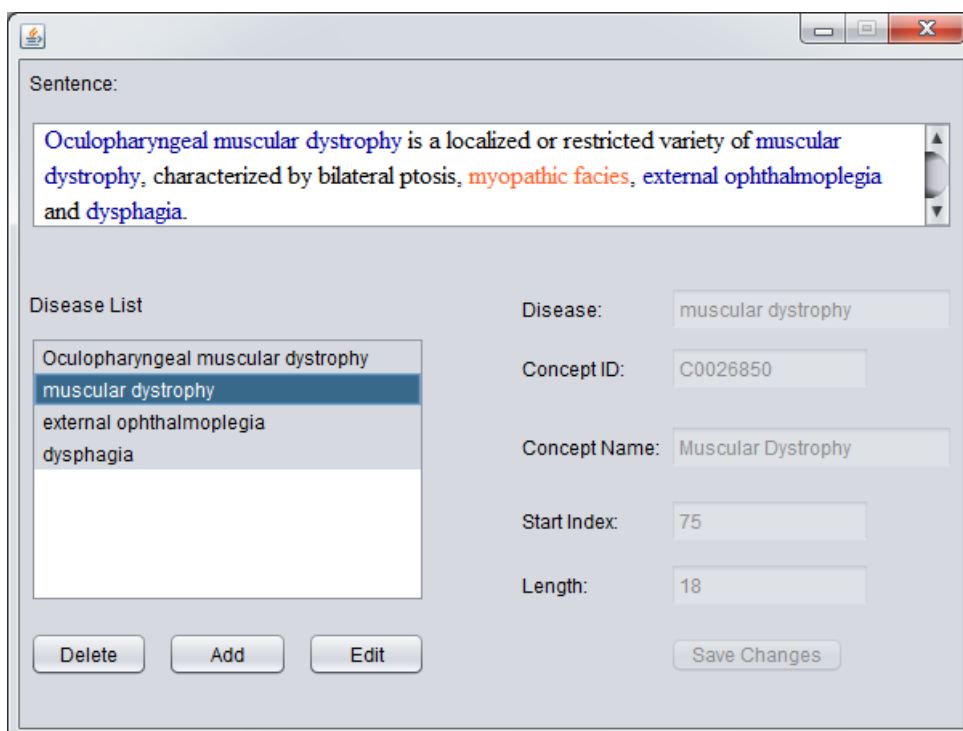 Sentence:
Oculopharyngeal muscular dystrophy is a localized or restricted variety of muscular
dystrophy, characterized by bilateral ptosis, myopathic facies, external ophthalmoplegia
and dysphagia.
Disease List
Oculopharyngeal muscular dystrophy
muscular dystrophy
external ophthalmoplegia
dysphagia
Delete
Add
Edit
Disease:
muscular dystrophy
Concept ID:
C0026850
Concept Name:
Muscular Dystrophy
Start Index:
75
Length:
18
Save Changes